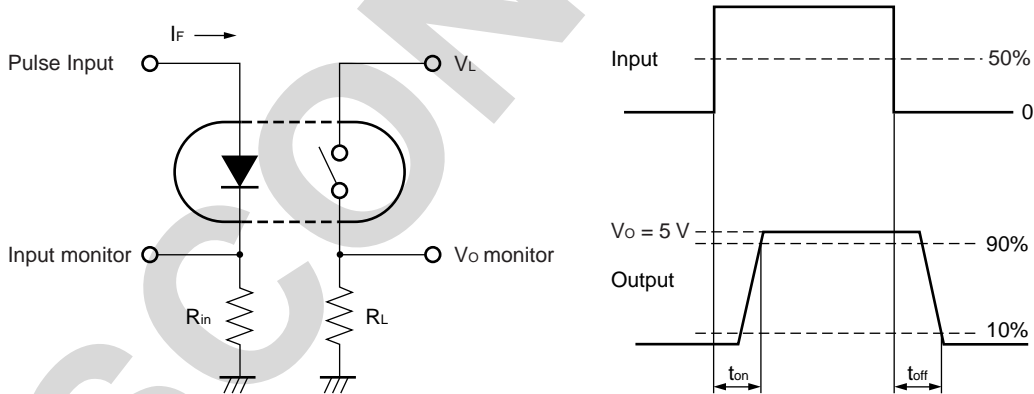 IF
Pulse Input
VL
Input monitor
VO monitor
Rin
RL
Input
50%
0
VO = 5 V
90%
Output
10%
ton
toff